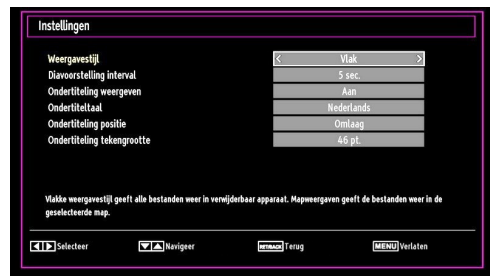 Instellingen
Weergavestijl < Vlak >
Diavoorstelling interval 5 sec.
Ondertiteling weergeven Aan
Ondertiteltaal Nederlands
Ondertiteling positie Omlaag
Ondertiteling tekengrootte 46 pt.
Vlakke weergavestijl geeft alle bestanden weer in verwijderbaar apparaat. Mapweergaven geeft de bestanden weer in de
geselecteerde map.
Selecteer Navigeer RET/BACK Terug MENU Verlaten